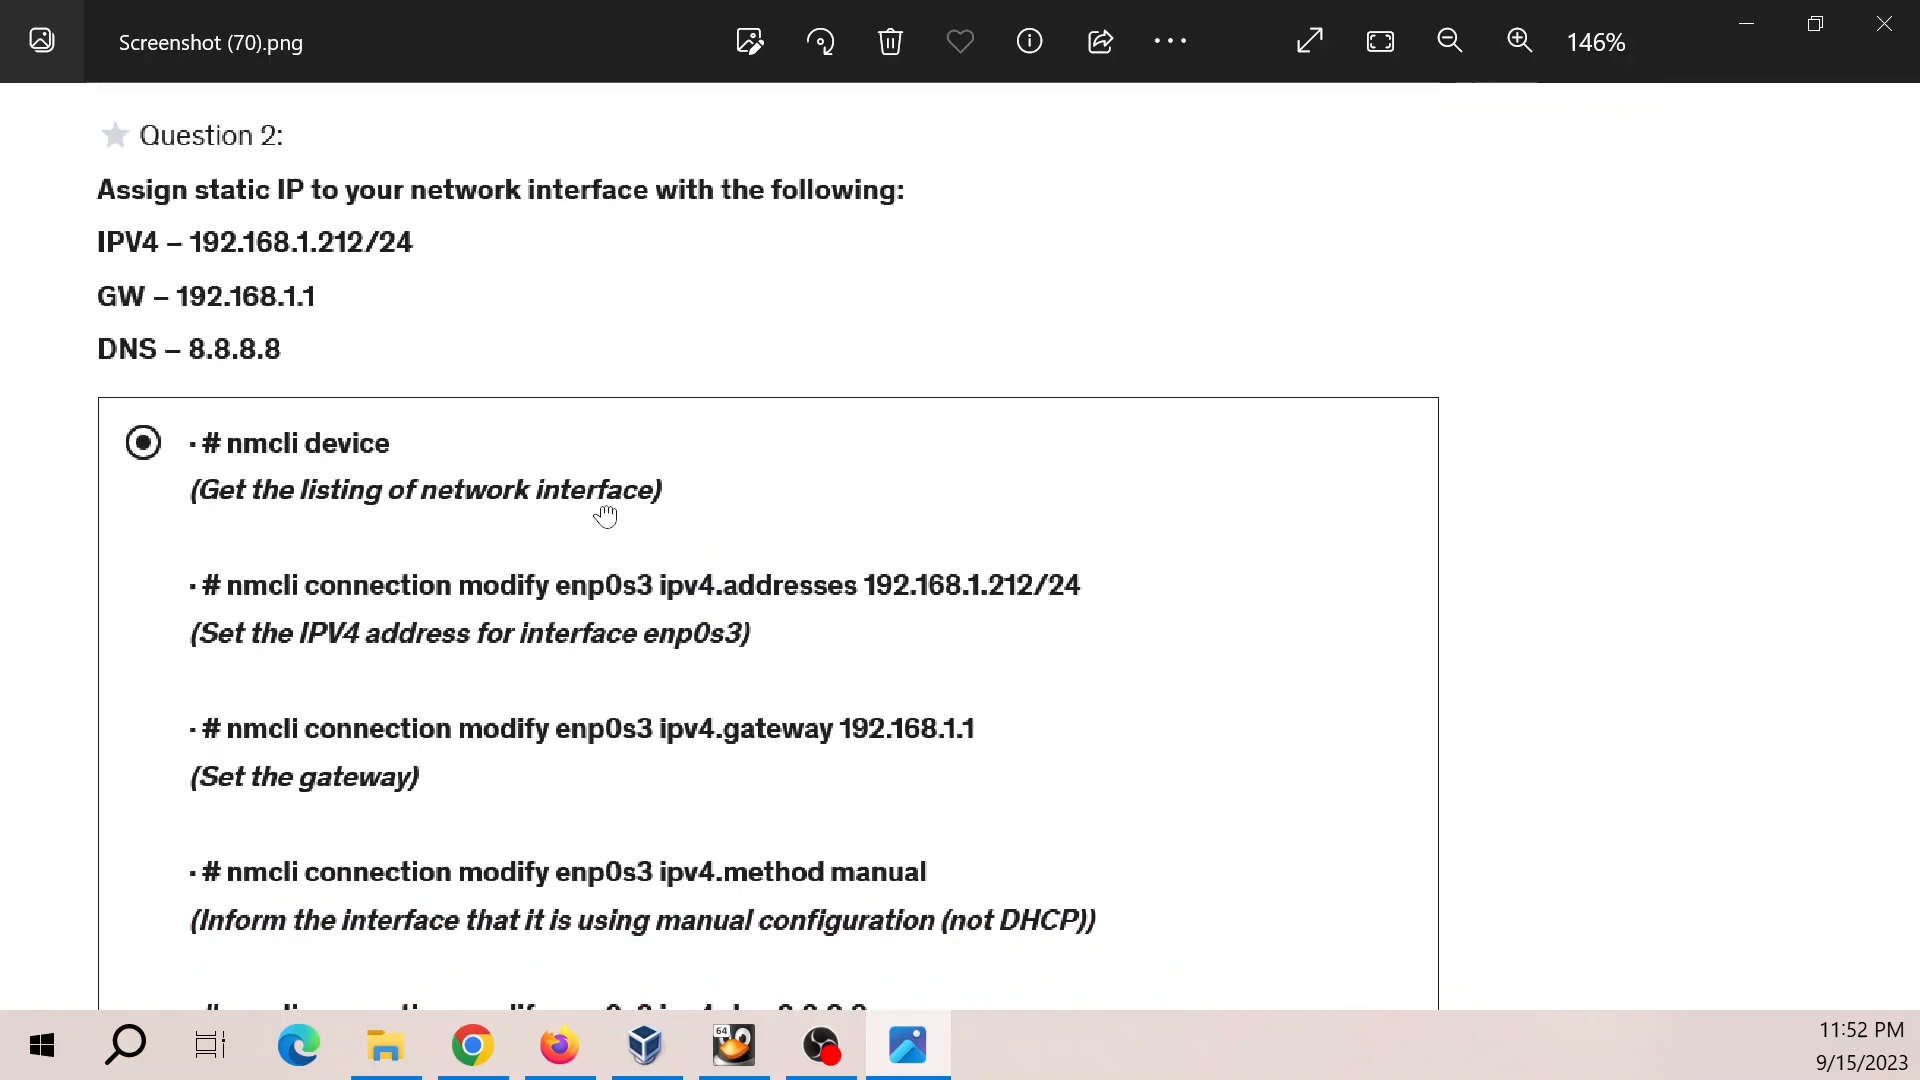 Screenshot (70).png
146%
Question 2:
Assign static IP to your network interface with the following:
IPV4 – 192.168.1.212/24
GW – 192.168.1.1
DNS – 8.8.8.8
· # nmcli device
(Get the listing of network interface)
· # nmcli connection modify enp0s3 ipv4.addresses 192.168.1.212/24
(Set the IPV4 address for interface enp0s3)
· # nmcli connection modify enp0s3 ipv4.gateway 192.168.1.1
(Set the gateway)
· # nmcli connection modify enp0s3 ipv4.method manual
(Inform the interface that it is using manual configuration (not DHCP))
64
11:52 PM
9/15/2023